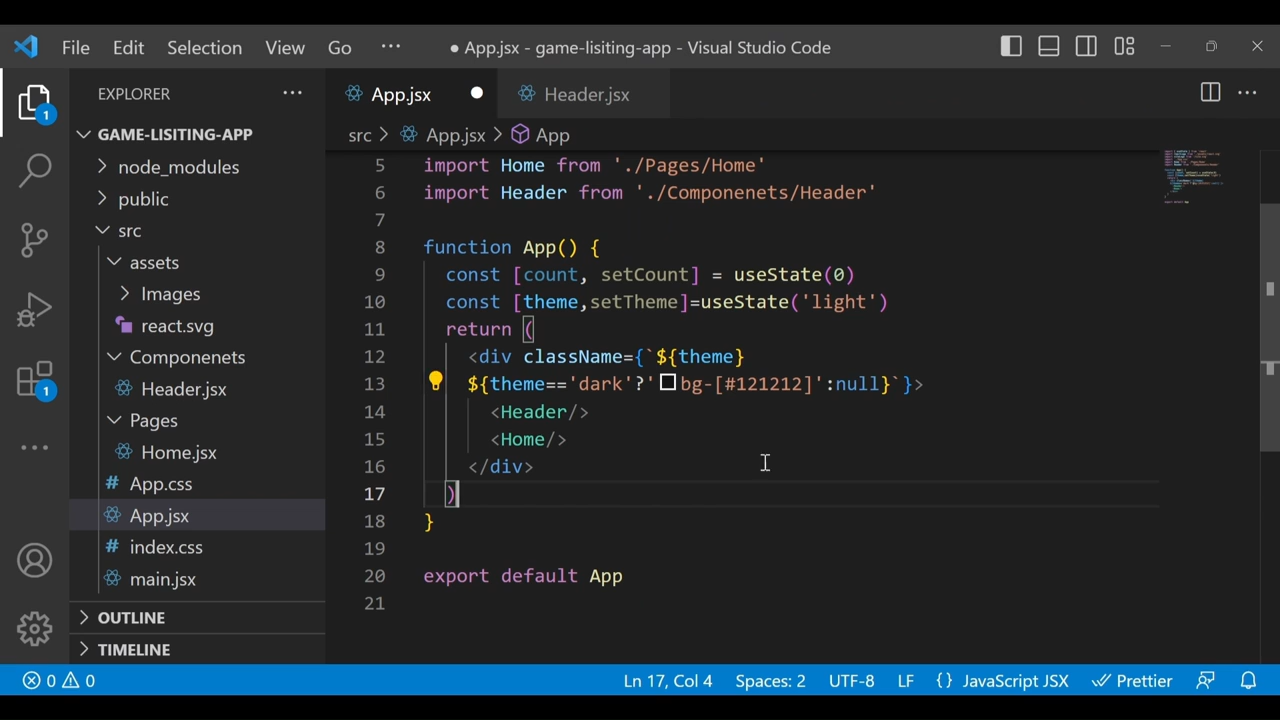 File Edit Selection View Go ··· ● App.jsx - game-lisiting-app - Visual Studio Code
EXPLORER ···
App.jsx ●
Header.jsx
GAME-LISITING-APP
node_modules
public
src
assets
Images
react.svg
Componenets
Header.jsx
Pages
Home.jsx
App.css
App.jsx
index.css
main.jsx
OUTLINE
TIMELINE
1
1
src > App.jsx > App
5 import Home from './Pages/Home'
6 import Header from './Componenets/Header'
7
8 function App() {
9 const [count, setCount] = useState(0)
10 const [theme,setTheme]=useState('light')
11 return (
12 <div className={`${theme}
13 ${theme=='dark'?'bg-[#121212]':null}`}>
14 <Header/>
15 <Home/>
16 </div>
17 )
18 }
19
20 export default App
21
0 0 Ln 17, Col 4 Spaces: 2 UTF-8 LF {} JavaScript JSX Prettier